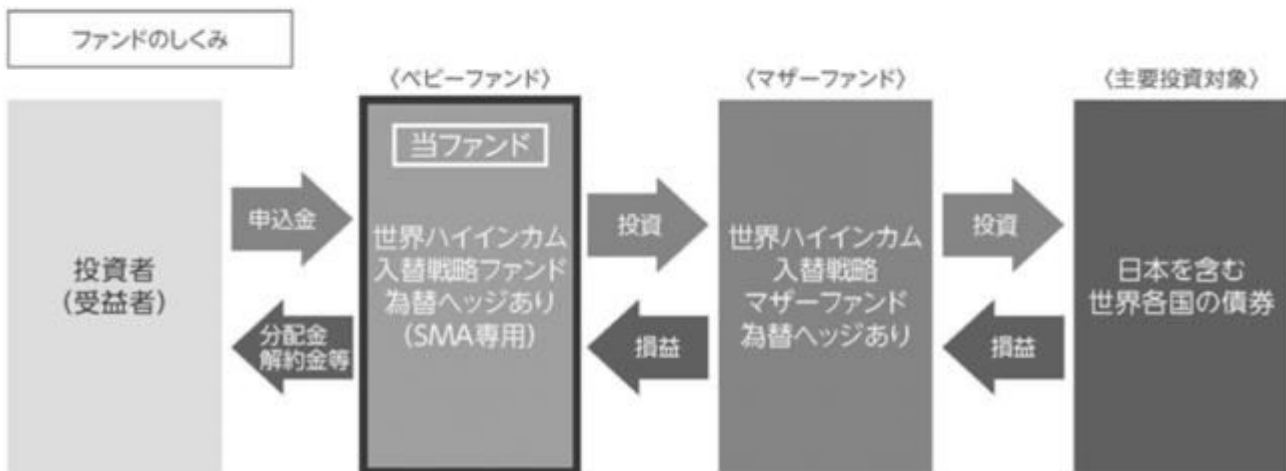 ファンドのしくみ
〈ベビーファンド〉
〈マザーファンド〉
〈主要投資対象〉
投資者
(受益者)
申込金
分配金
解約金等
当ファンド
世界ハイインカム
入替戦略ファンド
為替ヘッジあり
(SMA専用)
投資
損益
世界ハイインカム
入替戦略
マザーファンド
為替ヘッジあり
投資
損益
日本を含む
世界各国の債券